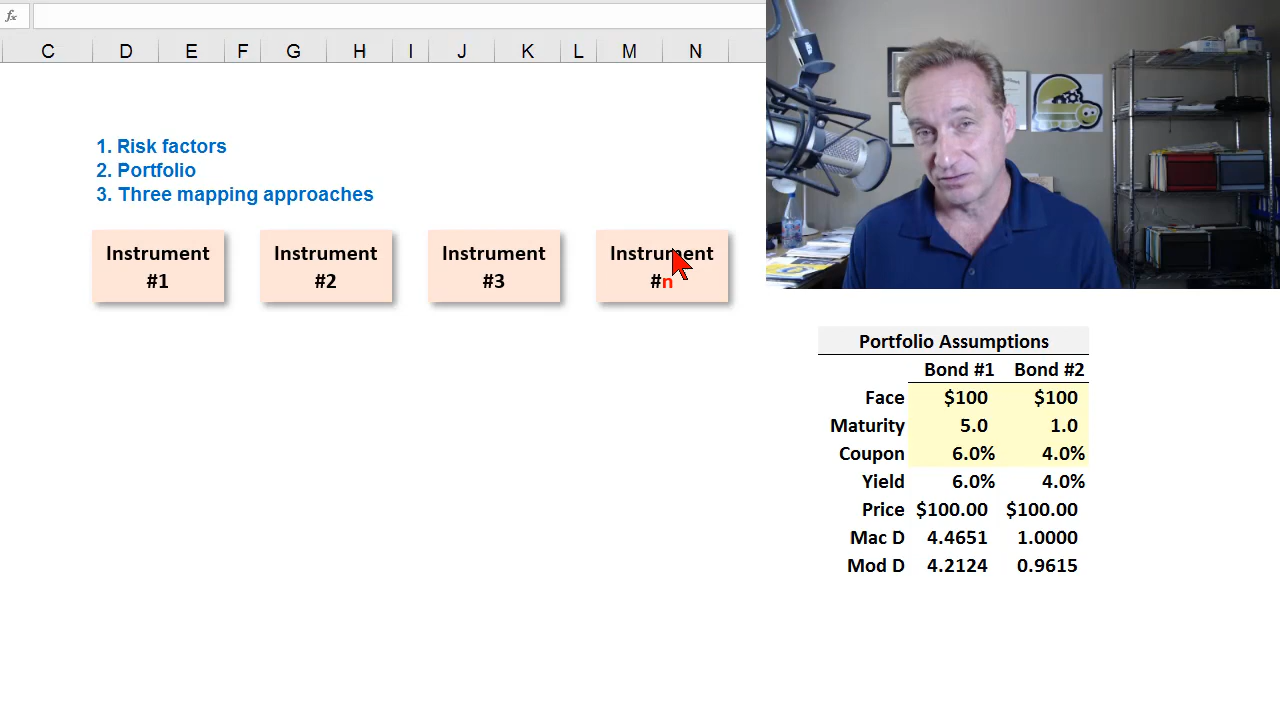 fx
C D E F G H I J K L M N
1. Risk factors
2. Portfolio
3. Three mapping approaches
Instrument
#1
Instrument
#2
Instrument
#3
Instrument
#n
Portfolio Assumptions
Bond #1 Bond #2
Face $100 $100
Maturity 5.0 1.0
Coupon 6.0% 4.0%
Yield 6.0% 4.0%
Price $100.00 $100.00
Mac D 4.4651 1.0000
Mod D 4.2124 0.9615